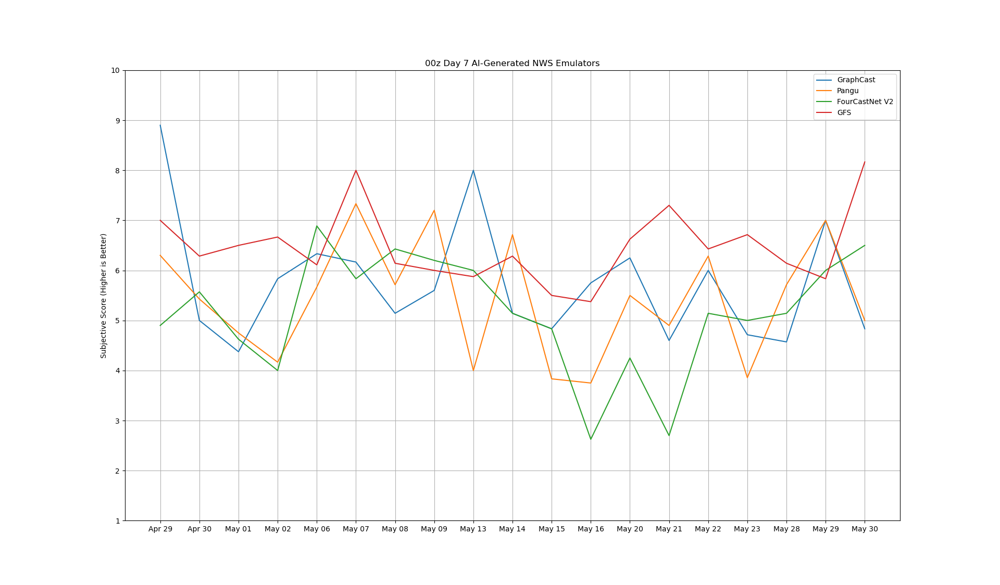 00z Day 7 AI-Generated NWS Emulators
GraphCast
Pangu
FourCastNet V2
GFS
Subjective Score (Higher is Better)
10
9
8
7
6
5
4
3
2
1
Apr 29 Apr 30 May 01 May 02 May 06 May 07 May 08 May 09 May 13 May 14 May 15 May 16 May 20 May 21 May 22 May 23 May 28 May 29 May 30